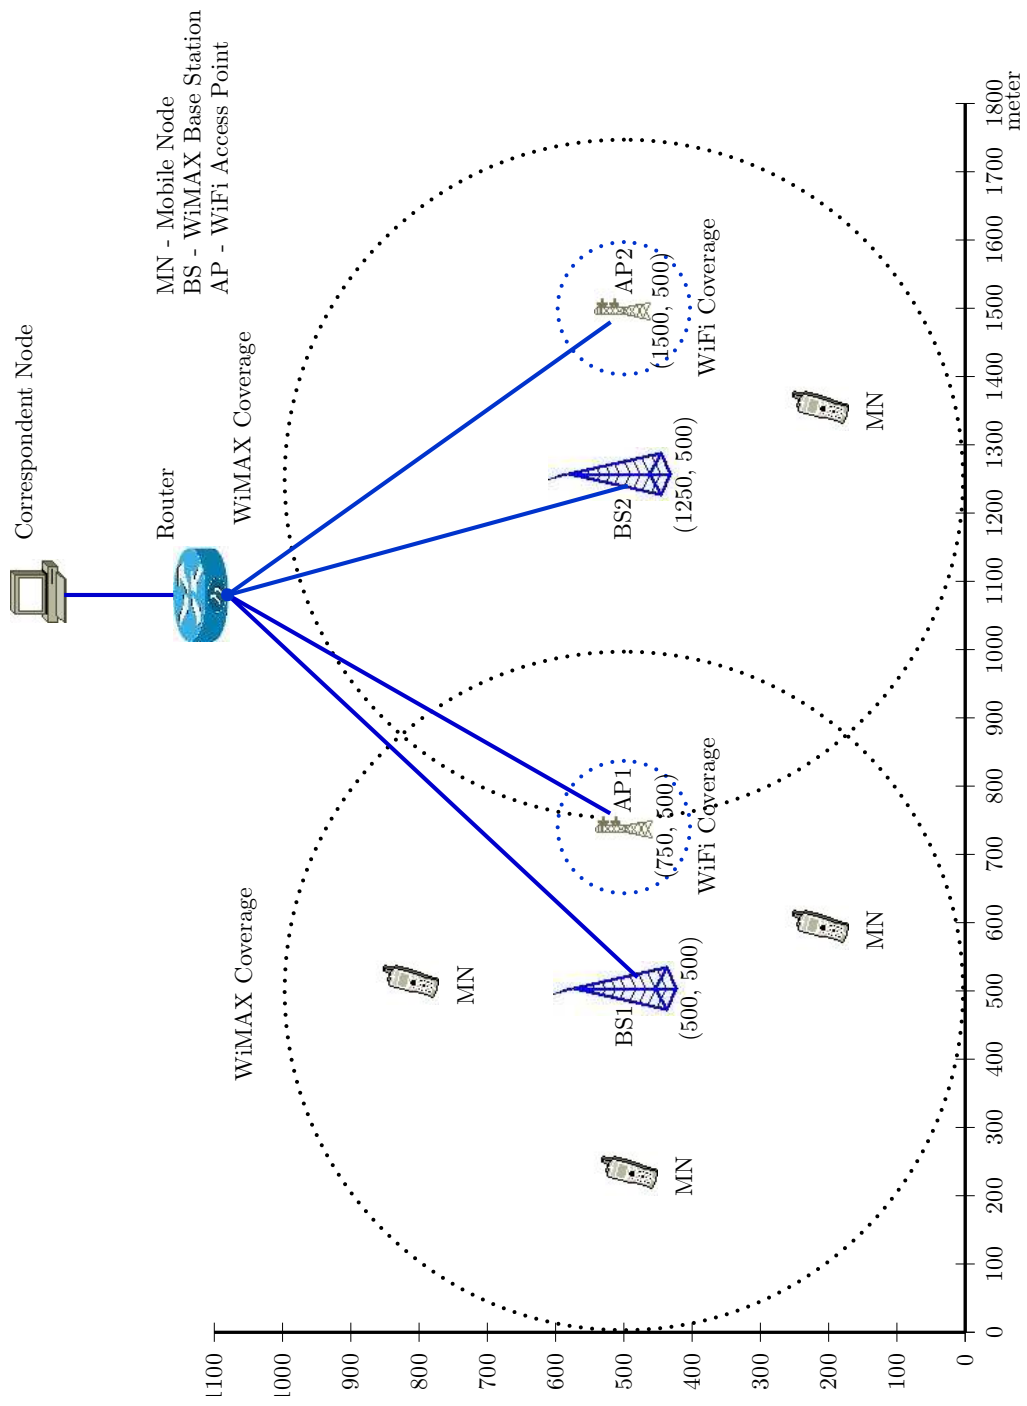 Correspondent Node
Router
MN - Mobile Node
BS - WiMAX Base Station
AP - WiFi Access Point
WiMAX Coverage
WiMAX Coverage
MN
MN
MN
MN
BS1
(500, 500)
AP1
(750, 500)
WiFi Coverage
BS2
(1250, 500)
AP2
(1500, 500)
WiFi Coverage
1100
1000
900
800
700
600
500
400
300
200
100
0
0
100
200
300
400
500
600
700
800
900
1000
1100
1200
1300
1400
1500
1600
1700
1800
meter